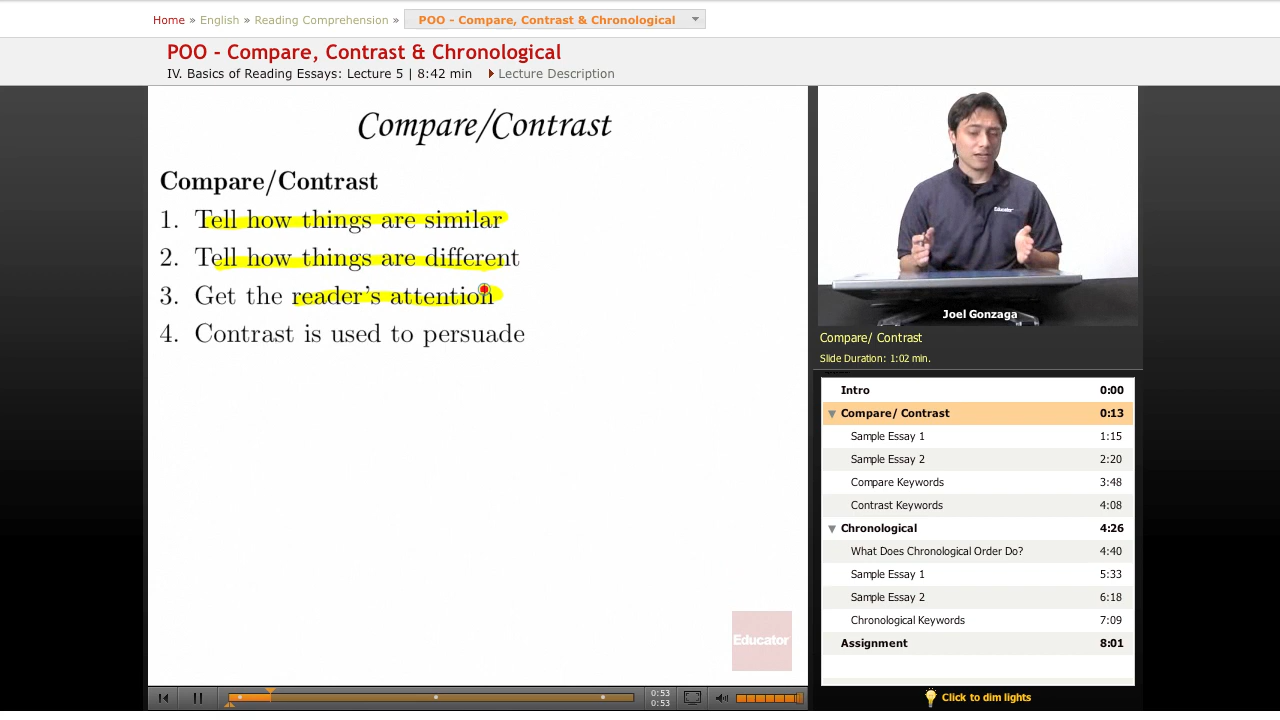 Home » English » Reading Comprehension » POO - Compare, Contrast & Chronological
POO - Compare, Contrast & Chronological
IV. Basics of Reading Essays: Lecture 5 | 8:42 min Lecture Description
Compare/Contrast
Compare/Contrast
1. Tell how things are similar
2. Tell how things are different
3. Get the reader's attention
4. Contrast is used to persuade
Educator
0:53
0:53
Educator
Joel Gonzaga
Compare/ Contrast
Slide Duration: 1:02 min.
Intro 0:00
Compare/ Contrast 0:13
Sample Essay 1 1:15
Sample Essay 2 2:20
Compare Keywords 3:48
Contrast Keywords 4:08
Chronological 4:26
What Does Chronological Order Do? 4:40
Sample Essay 1 5:33
Sample Essay 2 6:18
Chronological Keywords 7:09
Assignment 8:01
Click to dim lights